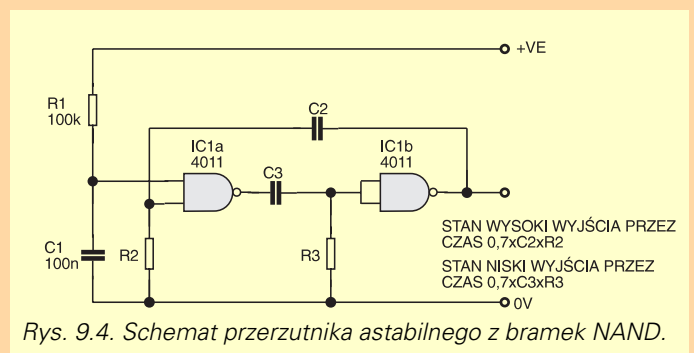 +VE
R1
100k
C2
IC1a
4011
C3
IC1b
4011
C1
100n
R2
R3
STAN WYSOKI WYJŚCIA PRZEZ
CZAS 0,7xC2xR2
STAN NISKI WYJŚCIA PRZEZ
CZAS 0,7xC3xR3
0V
Rys. 9.4. Schemat przerzutnika astabilnego z bramek NAND.